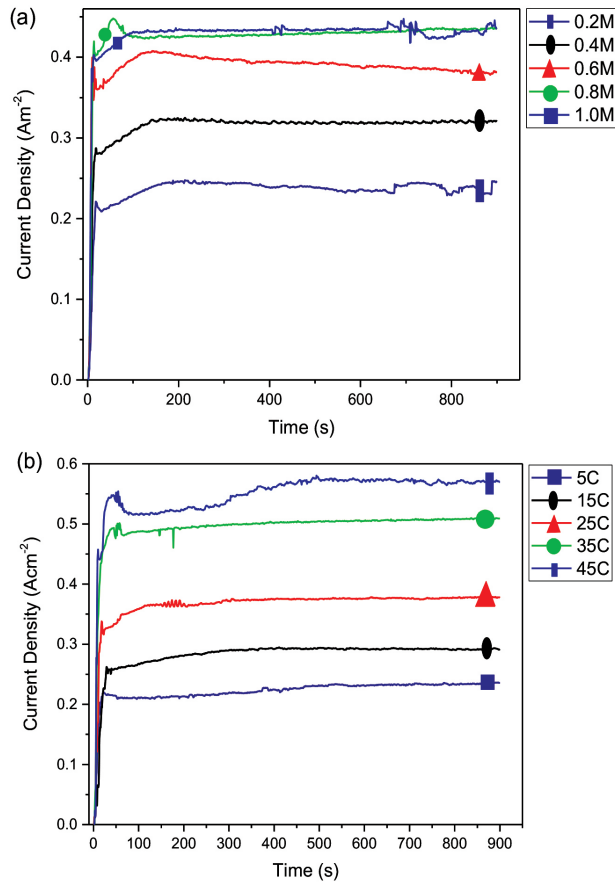 (a)
0.4
0.3
0.2
0.1
0.0
Current Density (Am-2)
0 200 400 600 800
Time (s)
0.2M
0.4M
0.6M
0.8M
1.0M
(b)
0.6
0.5
0.4
0.3
0.2
0.1
0.0
Current Density (Acm-2)
0 100 200 300 400 500 600 700 800 900
Time (s)
5C
15C
25C
35C
45C